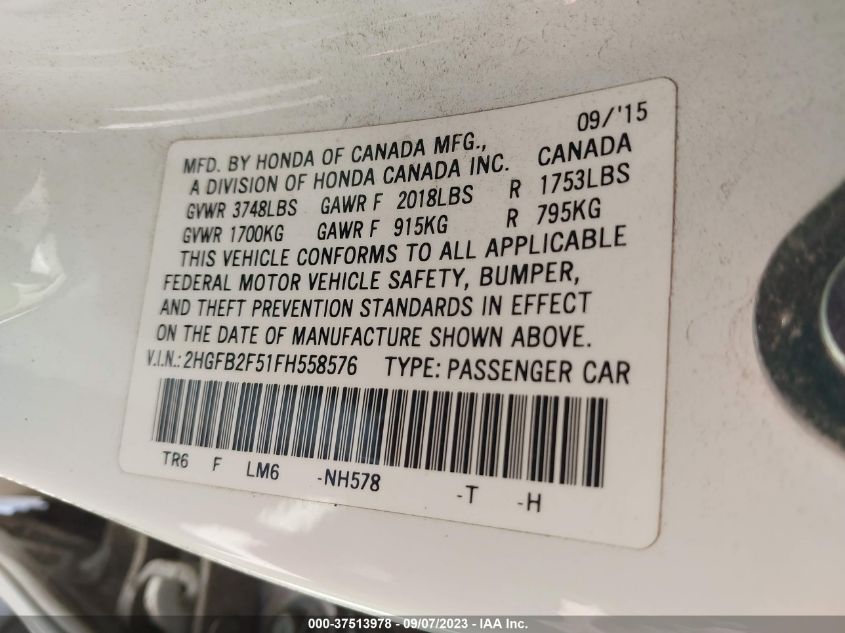 09/'15
MFD. BY HONDA OF CANADA MFG.,
A DIVISION OF HONDA CANADA INC. CANADA
GVWR 3748LBS GAWR F 2018LBS R 1753LBS
GVWR 1700KG GAWR F 915KG R 795KG
THIS VEHICLE CONFORMS TO ALL APPLICABLE
FEDERAL MOTOR VEHICLE SAFETY, BUMPER,
AND THEFT PREVENTION STANDARDS IN EFFECT
ON THE DATE OF MANUFACTURE SHOWN ABOVE.
V.I.N.: 2HGFB2F51FH558576 TYPE: PASSENGER CAR
TR6 F LM6 -NH578 -T -H
000-37513978 - 09/07/2023 - IAA Inc.